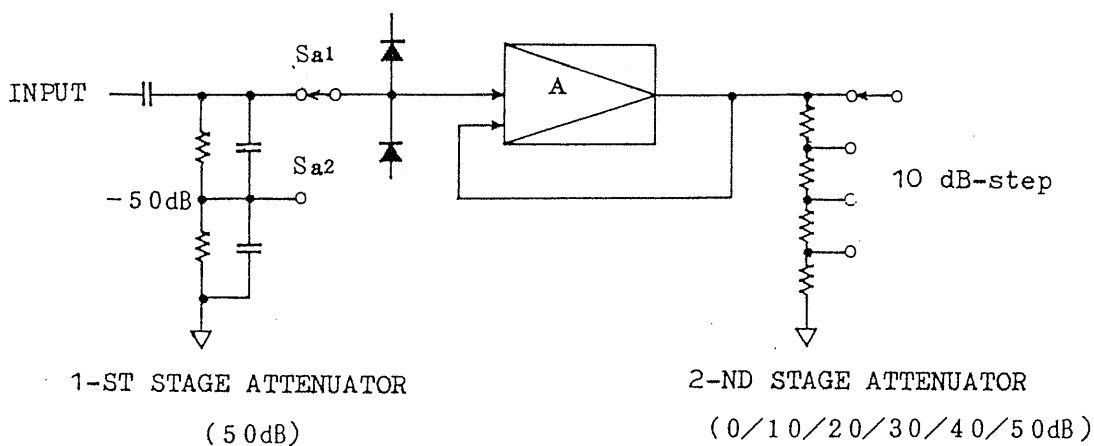 Sa1
INPUT
A
Sa2
-50dB
10 dB-step
1-ST STAGE ATTENUATOR
(50dB)
2-ND STAGE ATTENUATOR
(0/10/20/30/40/50dB)